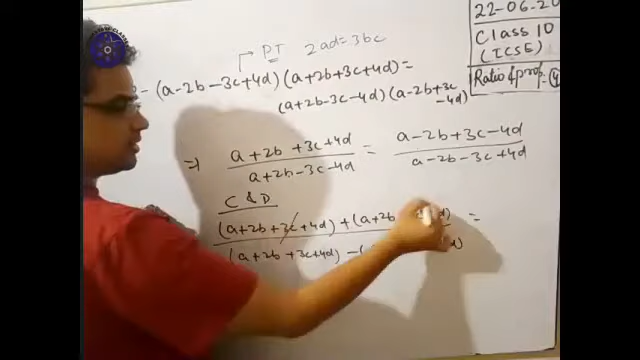 22-06-20
Class 10
(ICSE)
Ratio & prop.
PT 2ad=3bc
- (a-2b-3c+4d) (a+2b+3c+4d) =
(a+2b-3c-4d) (a-2b+3c-4d)
⇒ a+2b+3c+4d / a+2b-3c-4d = a-2b+3c-4d / a-2b-3c+4d
C & D
(a+2b+3c+4d) + (a+2b d) =
(a+2b+3c+4d) - ( d)